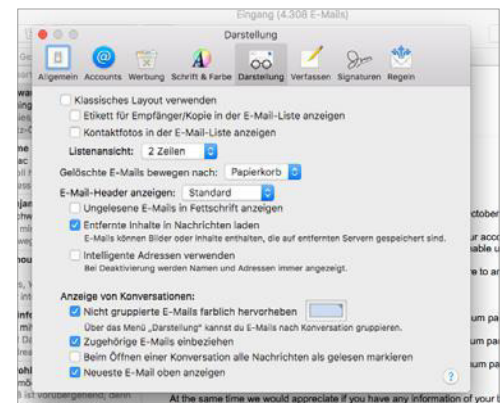 Eingang (4.308 E-Mails)
Darstellung
Allgemein Accounts Werbung Schrift & Farbe Darstellung Verfassen Signaturen Regeln
Klassisches Layout verwenden
Etikett für Empfänger/Kopie in der E-Mail-Liste anzeigen
Kontaktfotos in der E-Mail-Liste anzeigen
Listenansicht: 2 Zeilen
Gelöschte E-Mails bewegen nach: Papierkorb
E-Mail-Header anzeigen: Standard
Ungelesene E-Mails in Fettschrift anzeigen
Entfernte Inhalte in Nachrichten laden
E-Mails können Bilder oder Inhalte enthalten, die auf entfernten Servern gespeichert sind.
Intelligente Adressen verwenden
Bei Deaktivierung werden Namen und Adressen immer angezeigt.
Anzeige von Konversationen:
Nicht gruppierte E-Mails farblich hervorheben
Über das Menü „Darstellung“ kannst du E-Mails nach Konversation gruppieren.
Zugehörige E-Mails einbeziehen
Beim Öffnen einer Konversation alle Nachrichten als gelesen markieren
Neueste E-Mail oben anzeigen
?
At the same time we would appreciate if you have any information of your